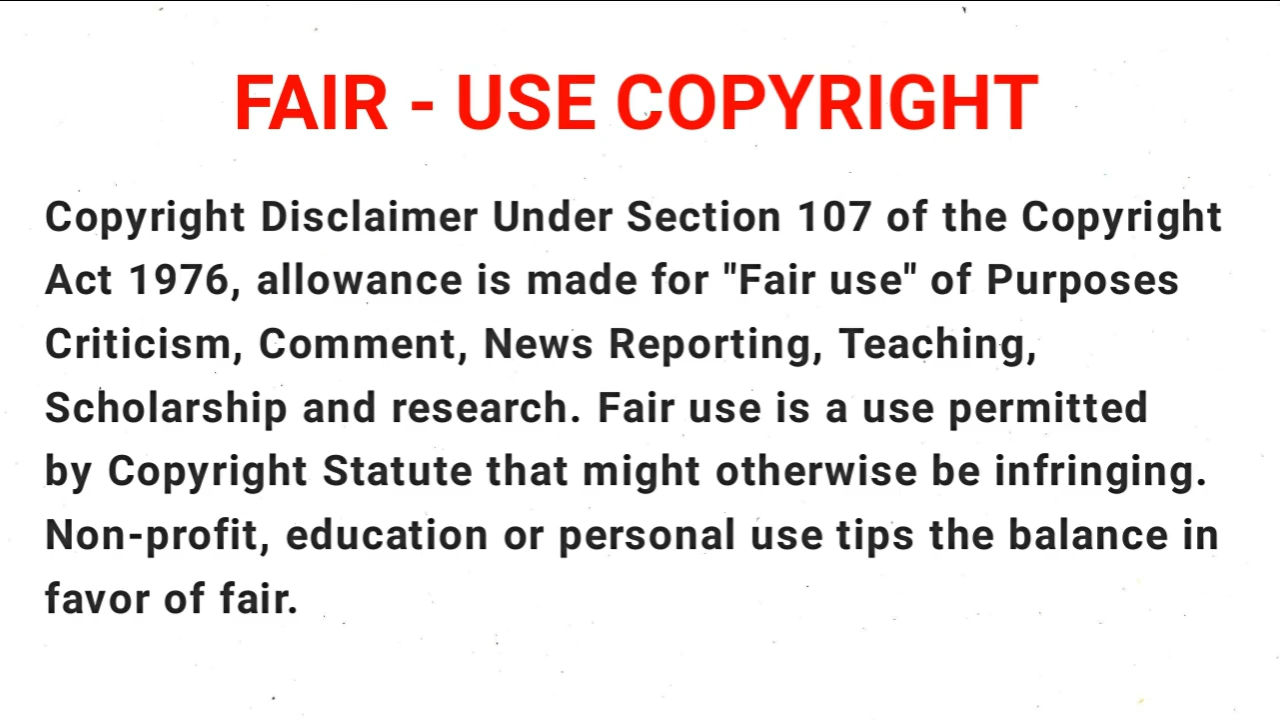 FAIR - USE COPYRIGHT
Copyright Disclaimer Under Section 107 of the Copyright
Act 1976, allowance is made for "Fair use" of Purposes
Criticism, Comment, News Reporting, Teaching,
Scholarship and research. Fair use is a use permitted
by Copyright Statute that might otherwise be infringing.
Non-profit, education or personal use tips the balance in
favor of fair.